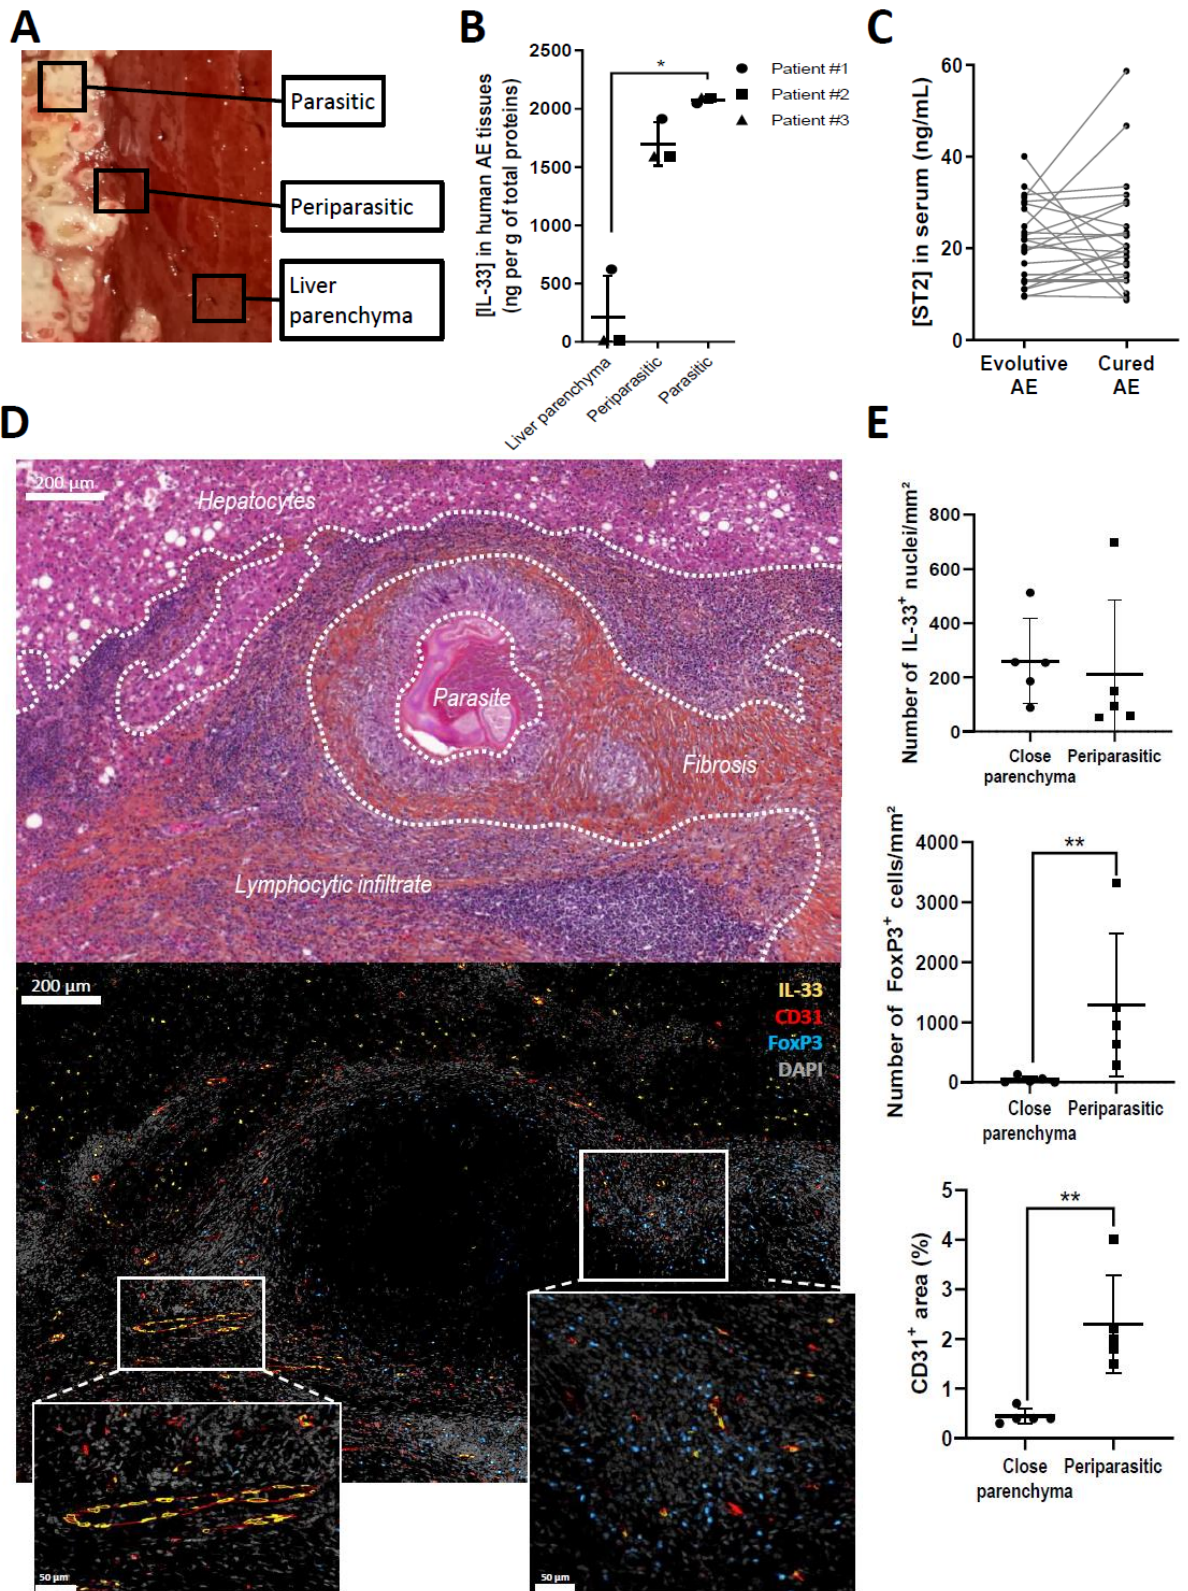 A
Parasitic
Periparasitic
Liver
parenchyma
B
[IL-33] in human AE tissues
(ng per g of total proteins)
2500
2000
1500
1000
500
0
*
Patient #1
Patient #2
Patient #3
Liver parenchyma
Periparasitic
Parasitic
C
[ST2] in serum (ng/mL)
60
40
20
0
Evolutive
AE
Cured
AE
D
200 µm
Hepatocytes
Parasite
Fibrosis
Lymphocytic infiltrate
200 µm
IL-33
CD31
FoxP3
DAPI
50 µm
50 µm
E
Number of IL-33⁺ nuclei/mm²
800
600
400
200
0
Close
parenchyma
Periparasitic
Number of FoxP3⁺ cells/mm²
4000
3000
2000
1000
0
**
Close
parenchyma
Periparasitic
CD31⁺ area (%)
5
4
3
2
1
0
**
Close
parenchyma
Periparasitic